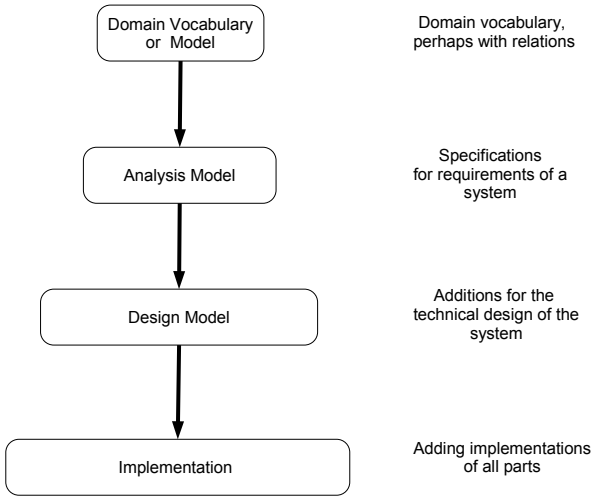 Domain Vocabulary
or Model
Domain vocabulary,
perhaps with relations
Analysis Model
Specifications
for requirements of a
system
Design Model
Additions for the
technical design of the
system
Implementation
Adding implementations
of all parts